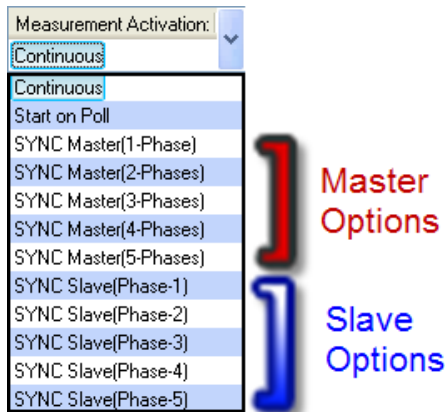 Measurement Activation:
Continuous
Continuous
Start on Poll
SYNC Master(1-Phase)
SYNC Master(2-Phases)
SYNC Master(3-Phases)
SYNC Master(4-Phases)
SYNC Master(5-Phases)
Master
Options
SYNC Slave(Phase-1)
SYNC Slave(Phase-2)
SYNC Slave(Phase-3)
SYNC Slave(Phase-4)
SYNC Slave(Phase-5)
Slave
Options